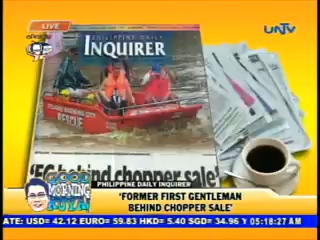 LIVE
UNTV
PHILIPPINE DAILY
INQUIRER
RESCUE
'FG behind chopper sale'
GOOD
MORNING
KUYA
PHILIPPINE DAILY INQUIRER
'FORMER FIRST GENTLEMAN
BEHIND CHOPPER SALE'
ATE: USD= 42.12 EURO= 59.83 HKD= 5.40 SGD= 34.96 Y 05:18:27 AM